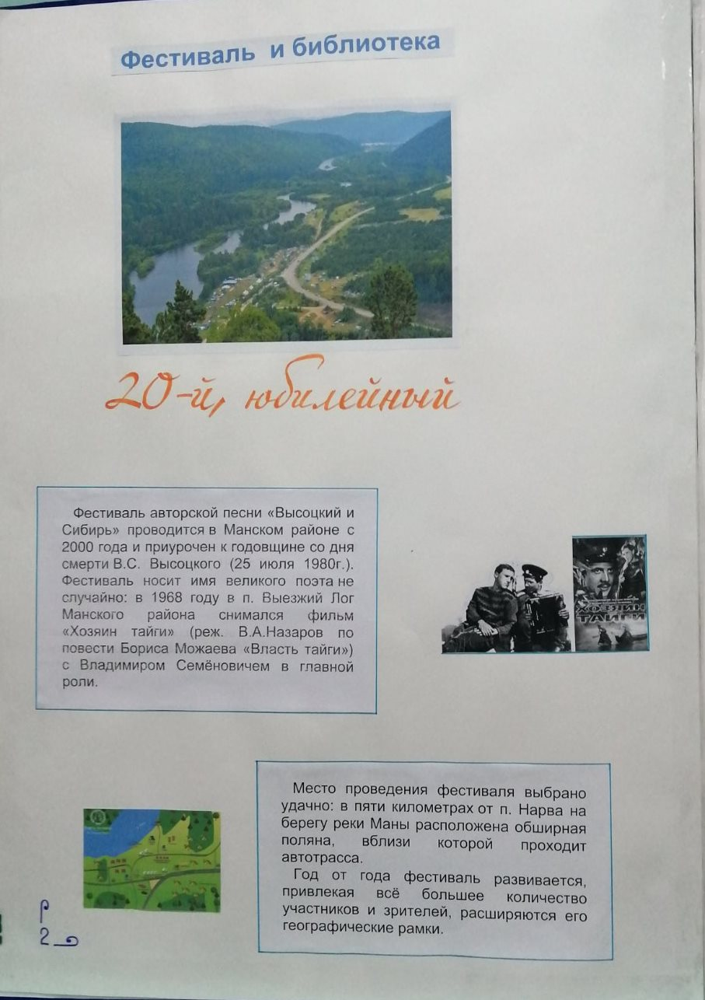 Фестиваль и библиотека
20-й, юбилейный
Фестиваль авторской песни «Высоцкий и
Сибирь» проводится в Манском районе с
2000 года и приурочен к годовщине со дня
смерти В.С. Высоцкого (25 июля 1980г.).
Фестиваль носит имя великого поэта не
случайно: в 1968 году в п. Выезжий Лог
Манского района снимался фильм
«Хозяин тайги» (реж. В.А.Назаров по
повести Бориса Можаева «Власть тайги»)
с Владимиром Семёновичем в главной
роли.
ХОЗЯИН
ТАЙГИ
Место проведения фестиваля выбрано
удачно: в пяти километрах от п. Нарва на
берегу реки Маны расположена обширная
поляна, вблизи которой проходит
автотрасса.
Год от года фестиваль развивается,
привлекая всё большее количество
участников и зрителей, расширяются его
географические рамки.